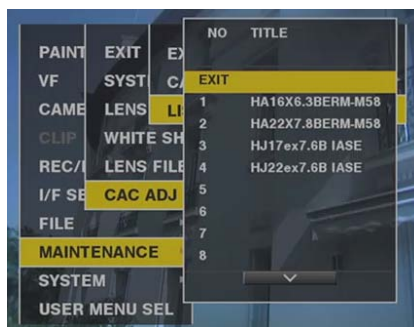 PAINT
VF
CAME
CLIP
REC/I
I/F SE
FILE
MAINTENANCE
SYSTEM
USER MENU SEL
EXIT
SYST
LENS
WHITE SH
LENS FILE
CAC ADJ
EX
CA
LI
NO TITLE
EXIT
1 HA16X6.3BERM-M58
2 HA22X7.8BERM-M58
3 HJ17ex7.6B IASE
4 HJ22ex7.6B IASE
5
6
7
8